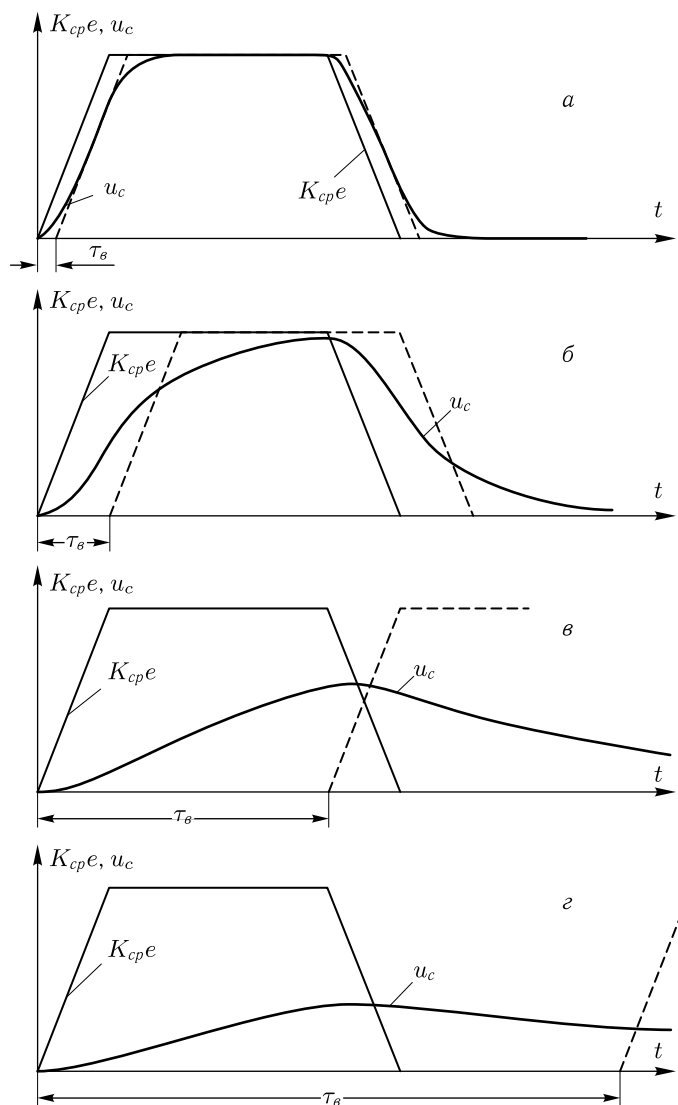 K_{ср}e, u_c
а
K_{ср}e
u_c
t
τ_в
K_{ср}e, u_c
б
K_{ср}e
u_c
t
τ_в
K_{ср}e, u_c
в
K_{ср}e
u_c
t
τ_в
K_{ср}e, u_c
г
K_{ср}e
u_c
t
τ_в